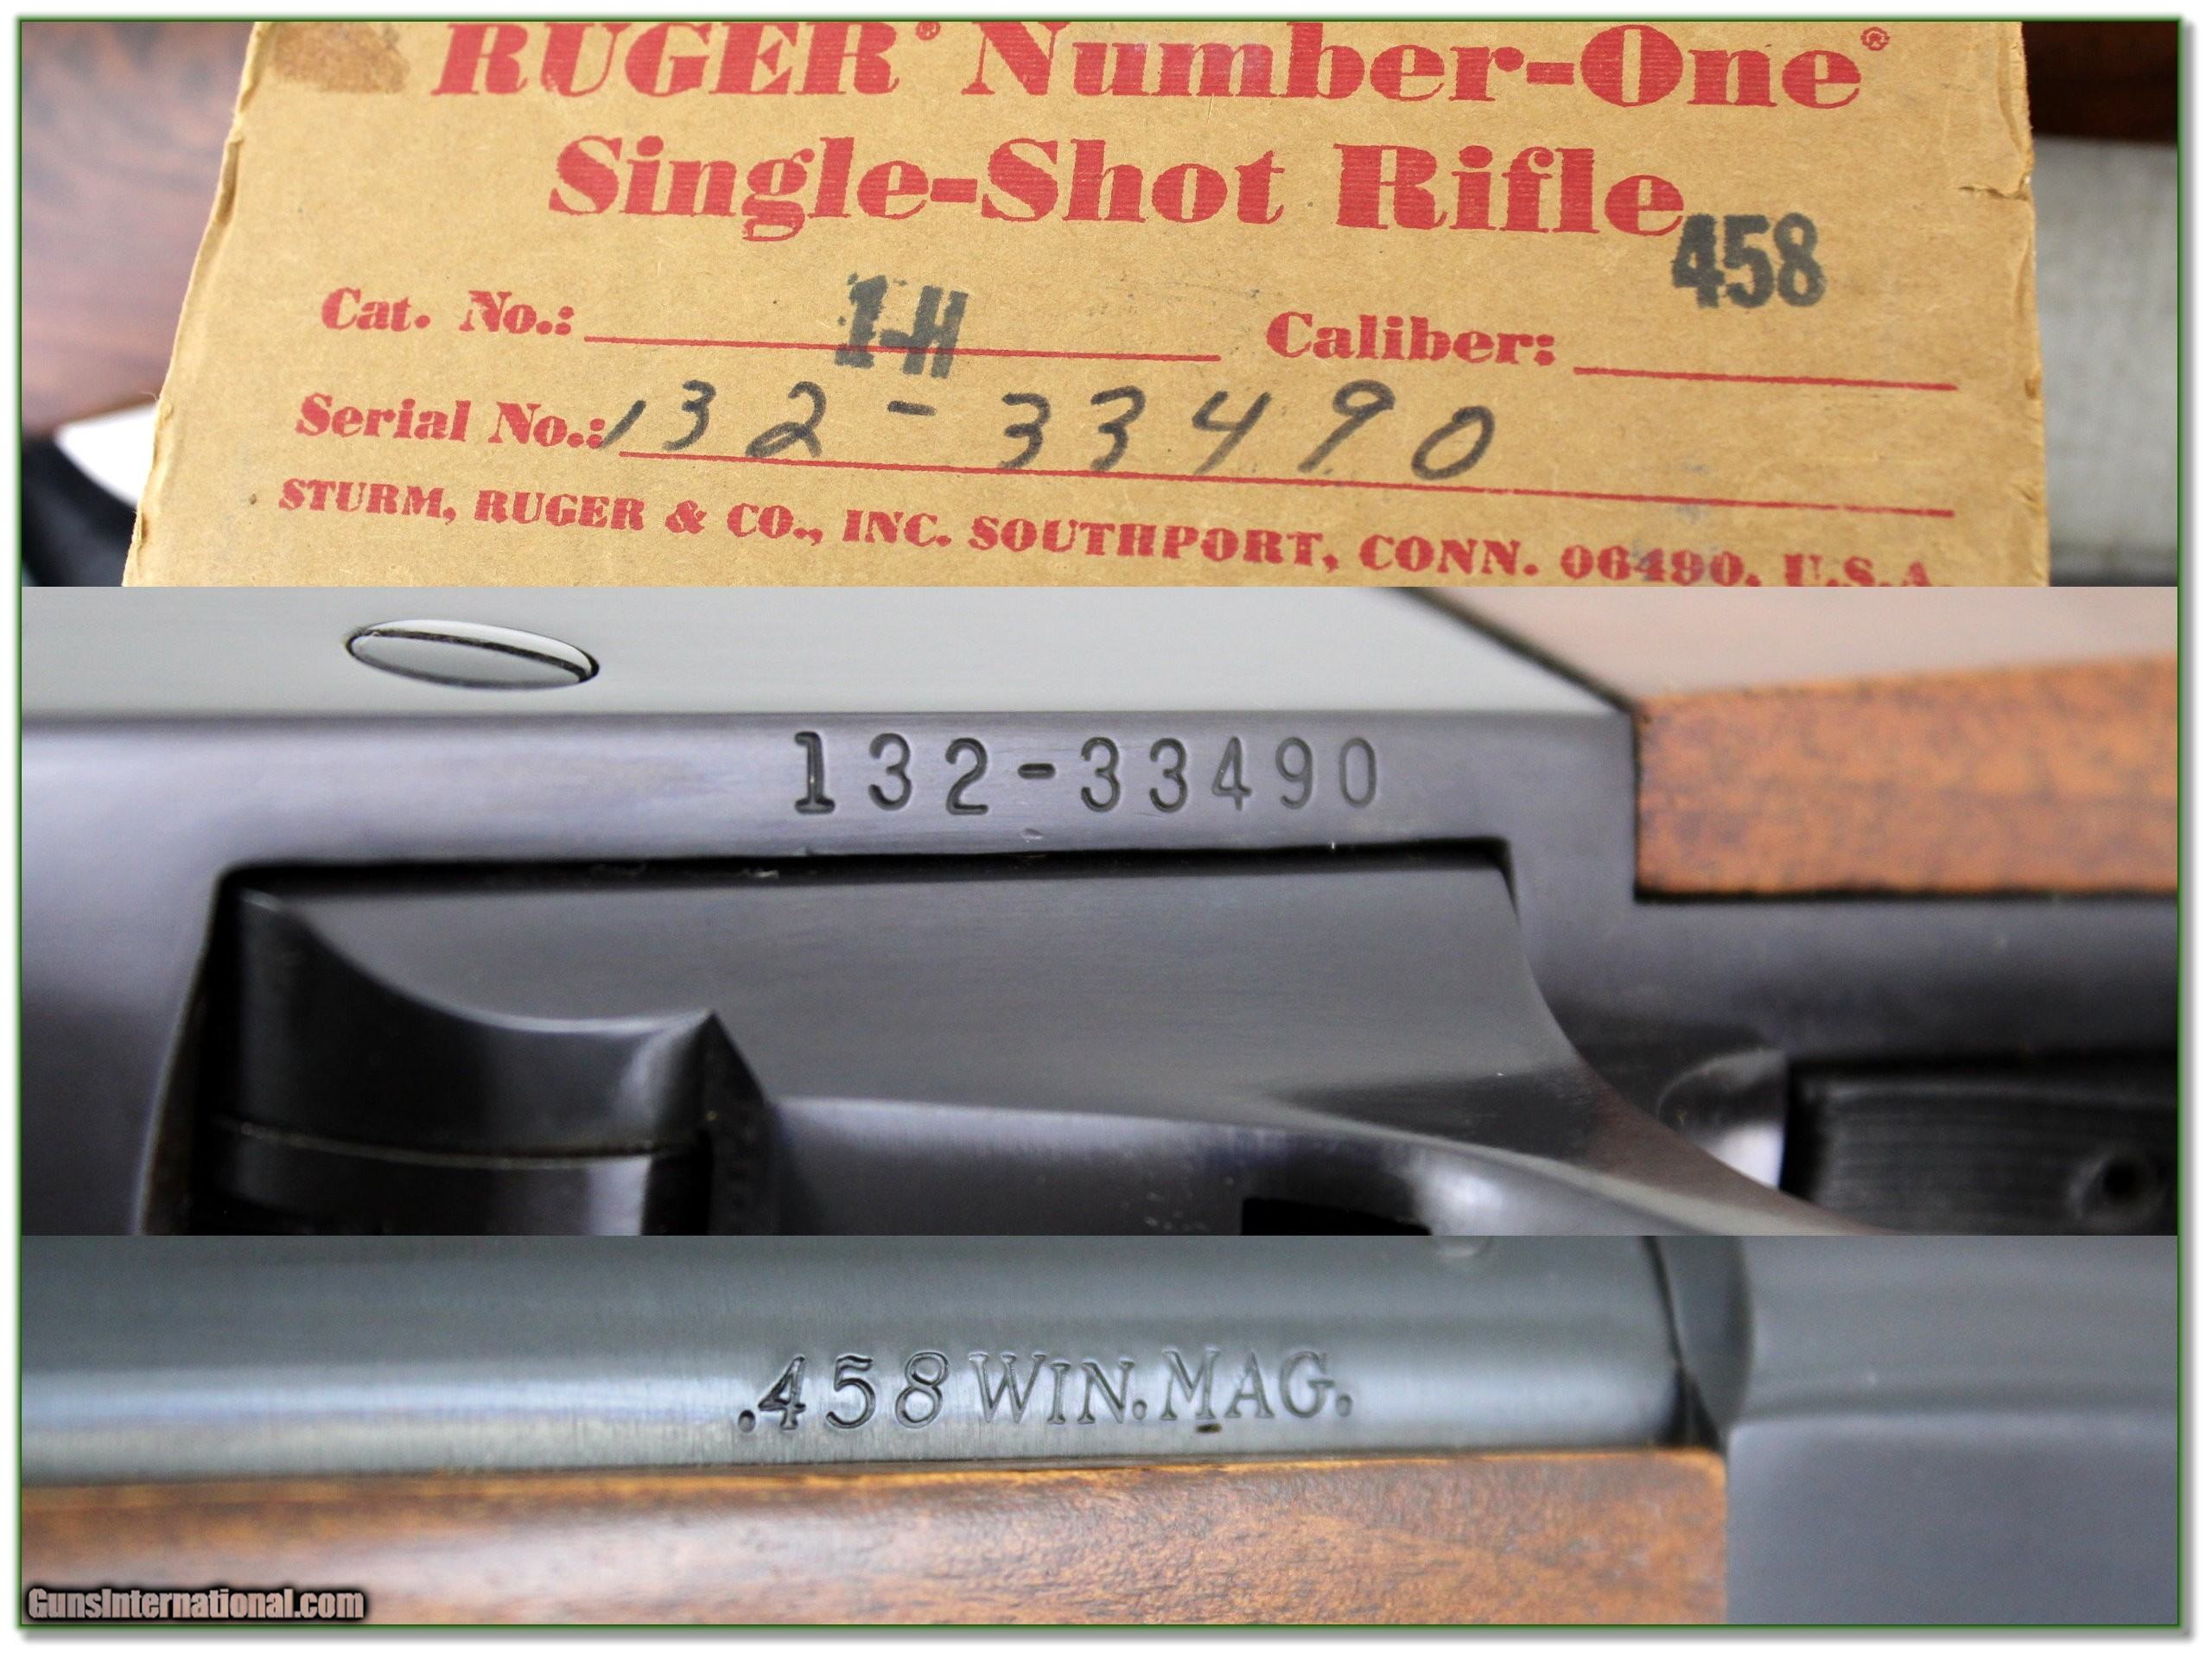 RUGER® Number-One®
Single-Shot Rifle
458
Cat. No.: 1-H Caliber:
Serial No.: 132-33490
STURM, RUGER & CO., INC. SOUTHPORT, CONN. 06490, U.S.A.
132-33490
.458 WIN. MAG.
GunsInternational.com